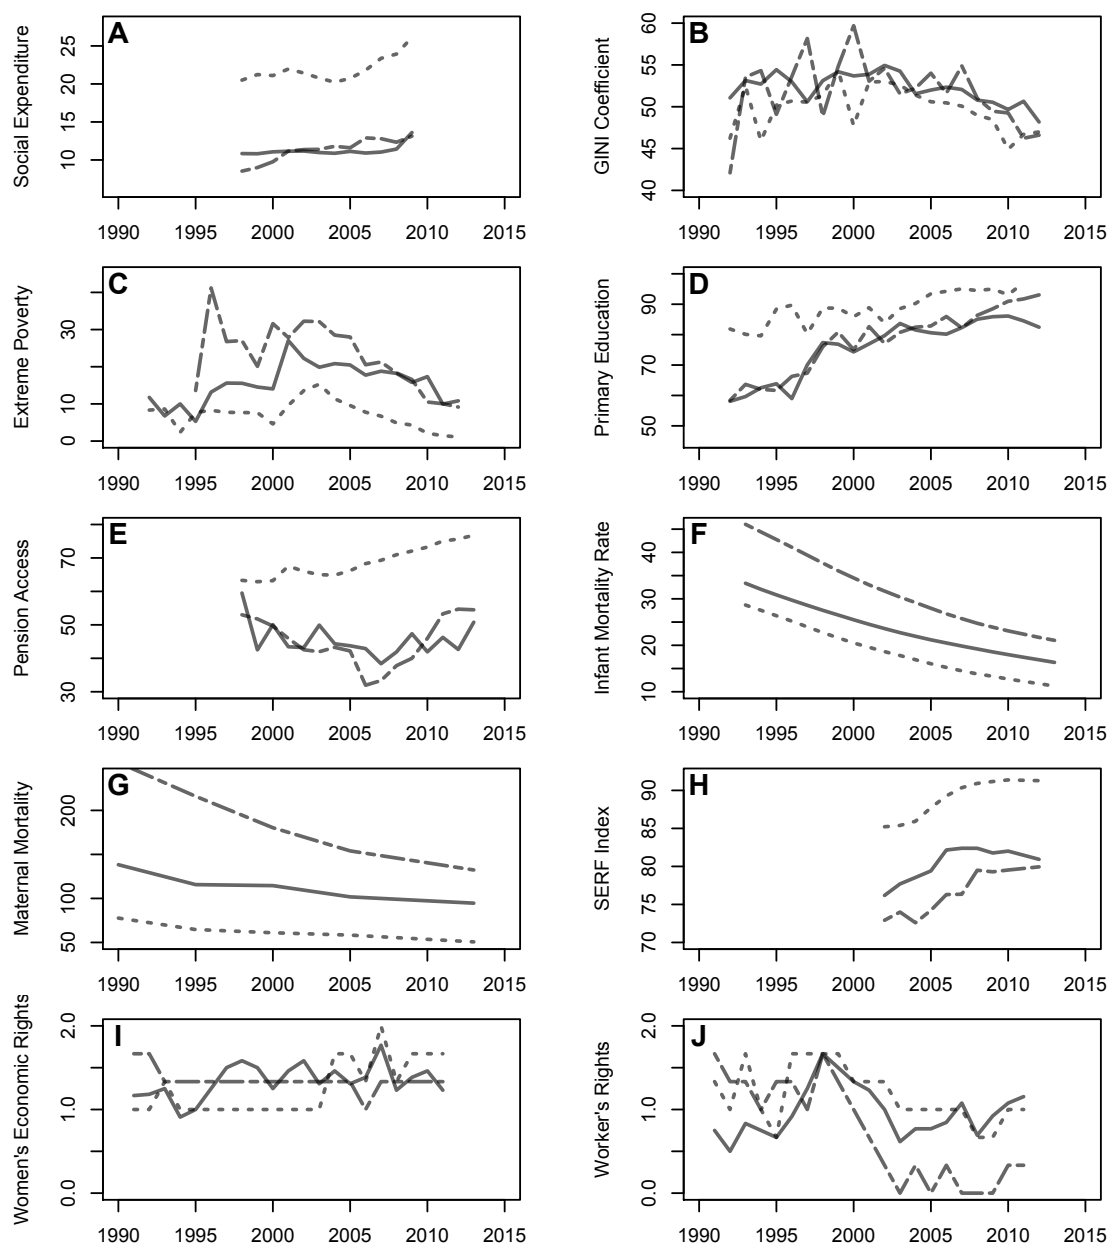 A
Social Expenditure
10 15 20 25
1990 1995 2000 2005 2010 2015
B
GINI Coefficient
40 45 50 55 60
1990 1995 2000 2005 2010 2015
C
Extreme Poverty
0 10 30
1990 1995 2000 2005 2010 2015
D
Primary Education
50 70 90
1990 1995 2000 2005 2010 2015
E
Pension Access
30 50 70
1990 1995 2000 2005 2010 2015
F
Infant Mortality Rate
10 20 30 40
1990 1995 2000 2005 2010 2015
G
Maternal Mortality
50 100 200
1990 1995 2000 2005 2010 2015
H
SERF Index
70 75 80 85 90
1990 1995 2000 2005 2010 2015
I
Women's Economic Rights
0.0 1.0 2.0
1990 1995 2000 2005 2010 2015
J
Worker's Rights
0.0 1.0 2.0
1990 1995 2000 2005 2010 2015